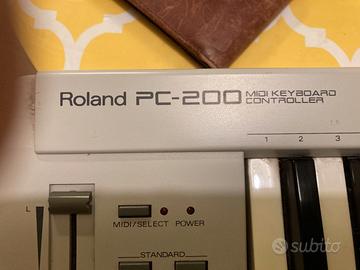 Roland PC-200 MIDI KEYBOARD
CONTROLLER
1 2 3
L
MIDI/SELECT POWER
STANDARD
subito